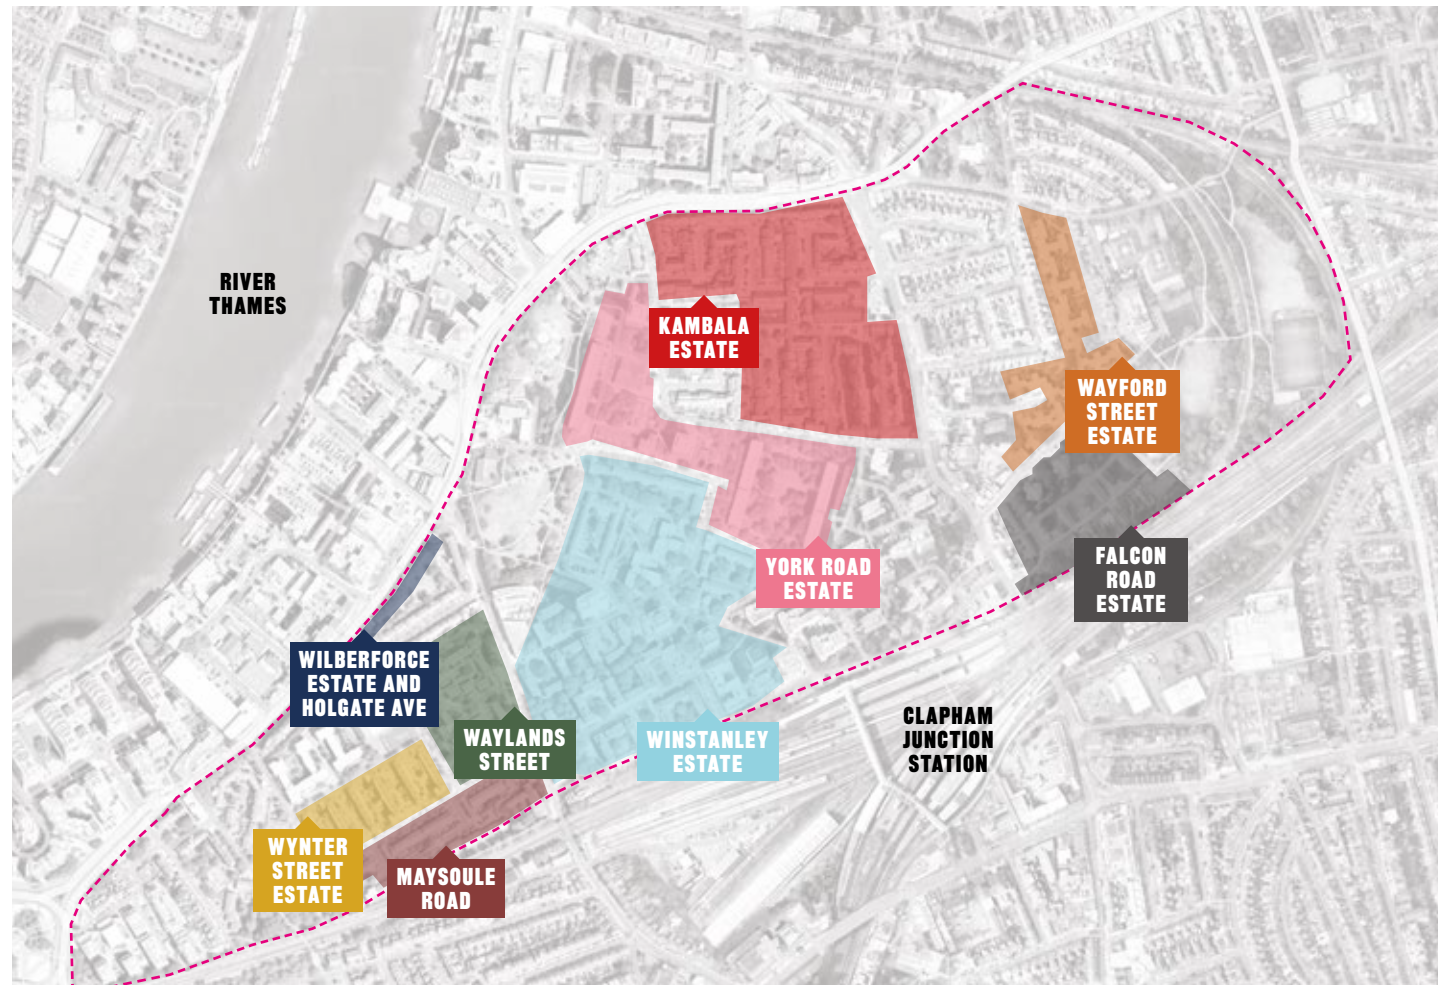 RIVER
THAMES
KAMBALA
ESTATE
WAYFORD
STREET
ESTATE
YORK ROAD
ESTATE
FALCON
ROAD
ESTATE
WILBERFORCE
ESTATE AND
HOLGATE AVE
WAYLANDS
STREET
WINSTANLEY
ESTATE
CLAPHAM
JUNCTION
STATION
WYNTER
STREET
ESTATE
MAYSOULE
ROAD